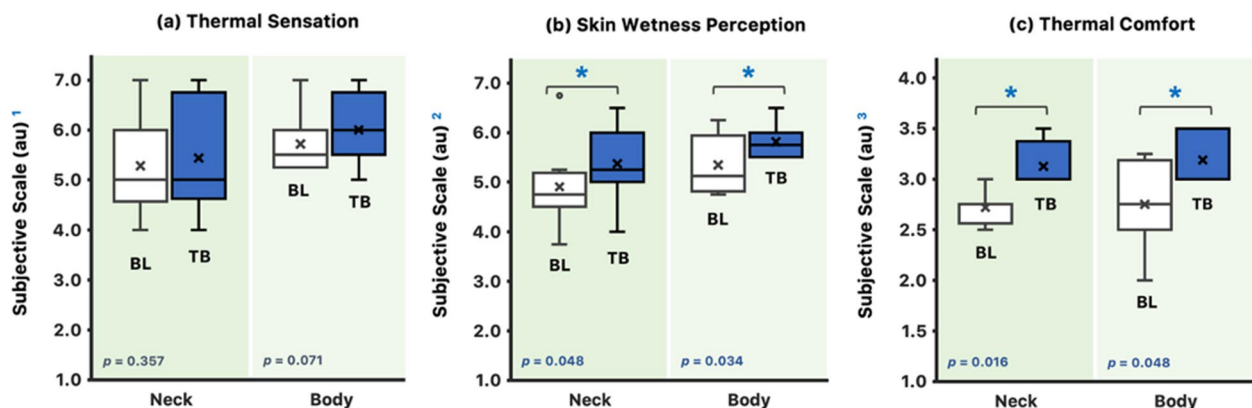 (a) Thermal Sensation
Subjective Scale (au) 1
7.0
6.0
5.0
4.0
3.0
2.0
1.0
BL
TB
BL
TB
p = 0.357
p = 0.071
Neck
Body
(b) Skin Wetness Perception
Subjective Scale (au) 2
7.0
6.0
5.0
4.0
3.0
2.0
1.0
*
*
BL
TB
BL
TB
p = 0.048
p = 0.034
Neck
Body
(c) Thermal Comfort
Subjective Scale (au) 3
4.0
3.5
3.0
2.5
2.0
1.5
1.0
*
*
BL
TB
BL
TB
p = 0.016
p = 0.048
Neck
Body